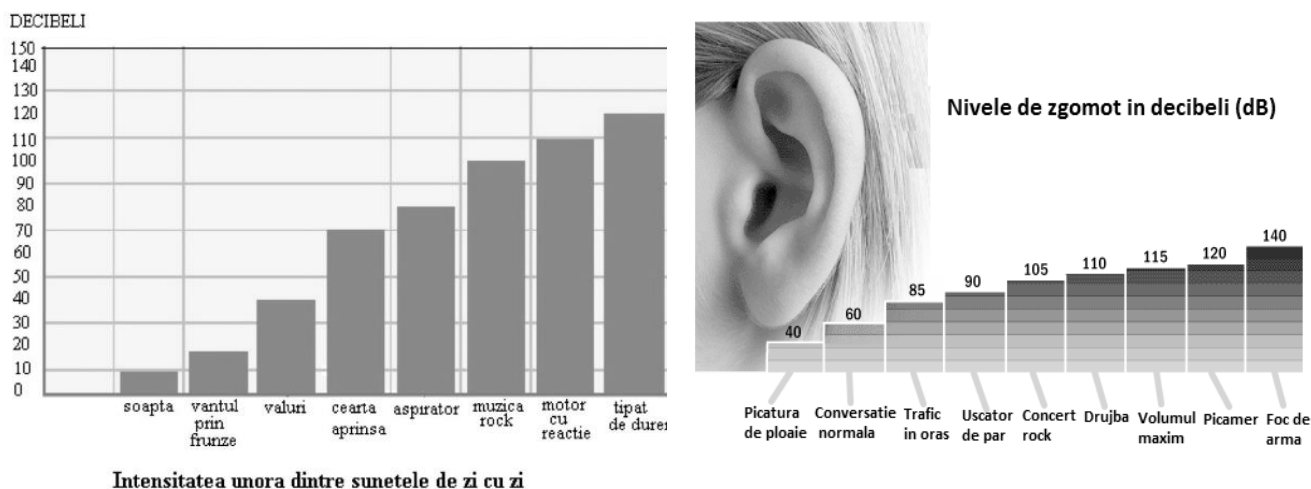 DECIBELI
150
140
130
120
110
100
90
80
70
60
50
40
30
20
10
0
soapta
vantul
prin
frunze
valuri
cearta
aprinsa
aspirator
muzica
rock
motor
cu
reactie
tipat
de durer
Intensitatea unora dintre sunetele de zi cu zi
Nivele de zgomot in decibeli (dB)
40
60
85
90
105
110
115
120
140
Picatura
de ploaie
Conversatie
normala
Trafic
in oras
Uscator
de par
Concert
rock
Drujba
Volumul
maxim
Picamer
Foc de
arma